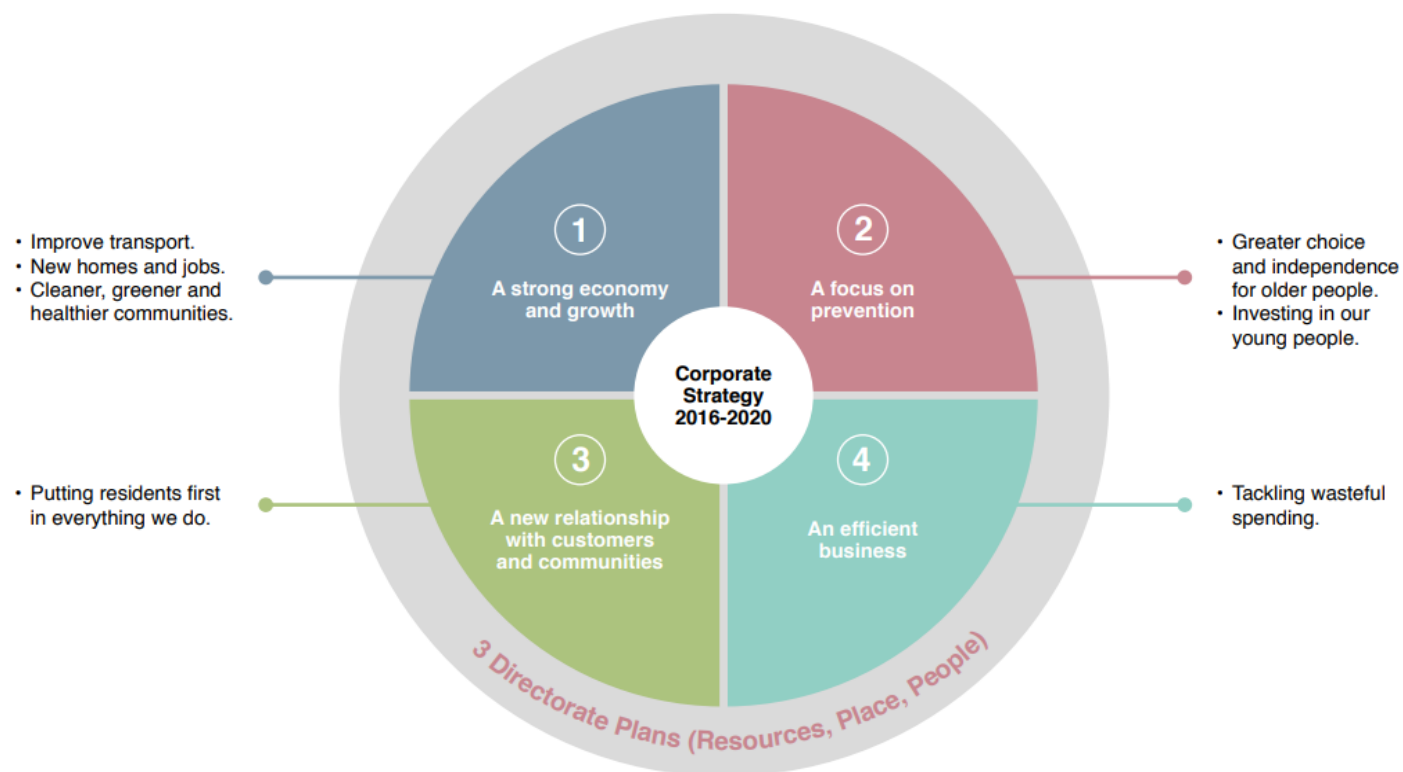 • Improve transport.
• New homes and jobs.
• Cleaner, greener and
healthier communities.
1
A strong economy
and growth
2
A focus on
prevention
• Greater choice
and independence
for older people.
• Investing in our
young people.
Corporate
Strategy
2016-2020
• Putting residents first
in everything we do.
3
A new relationship
with customers
and communities
4
An efficient
business
• Tackling wasteful
spending.
3 Directorate Plans (Resources, Place, People)